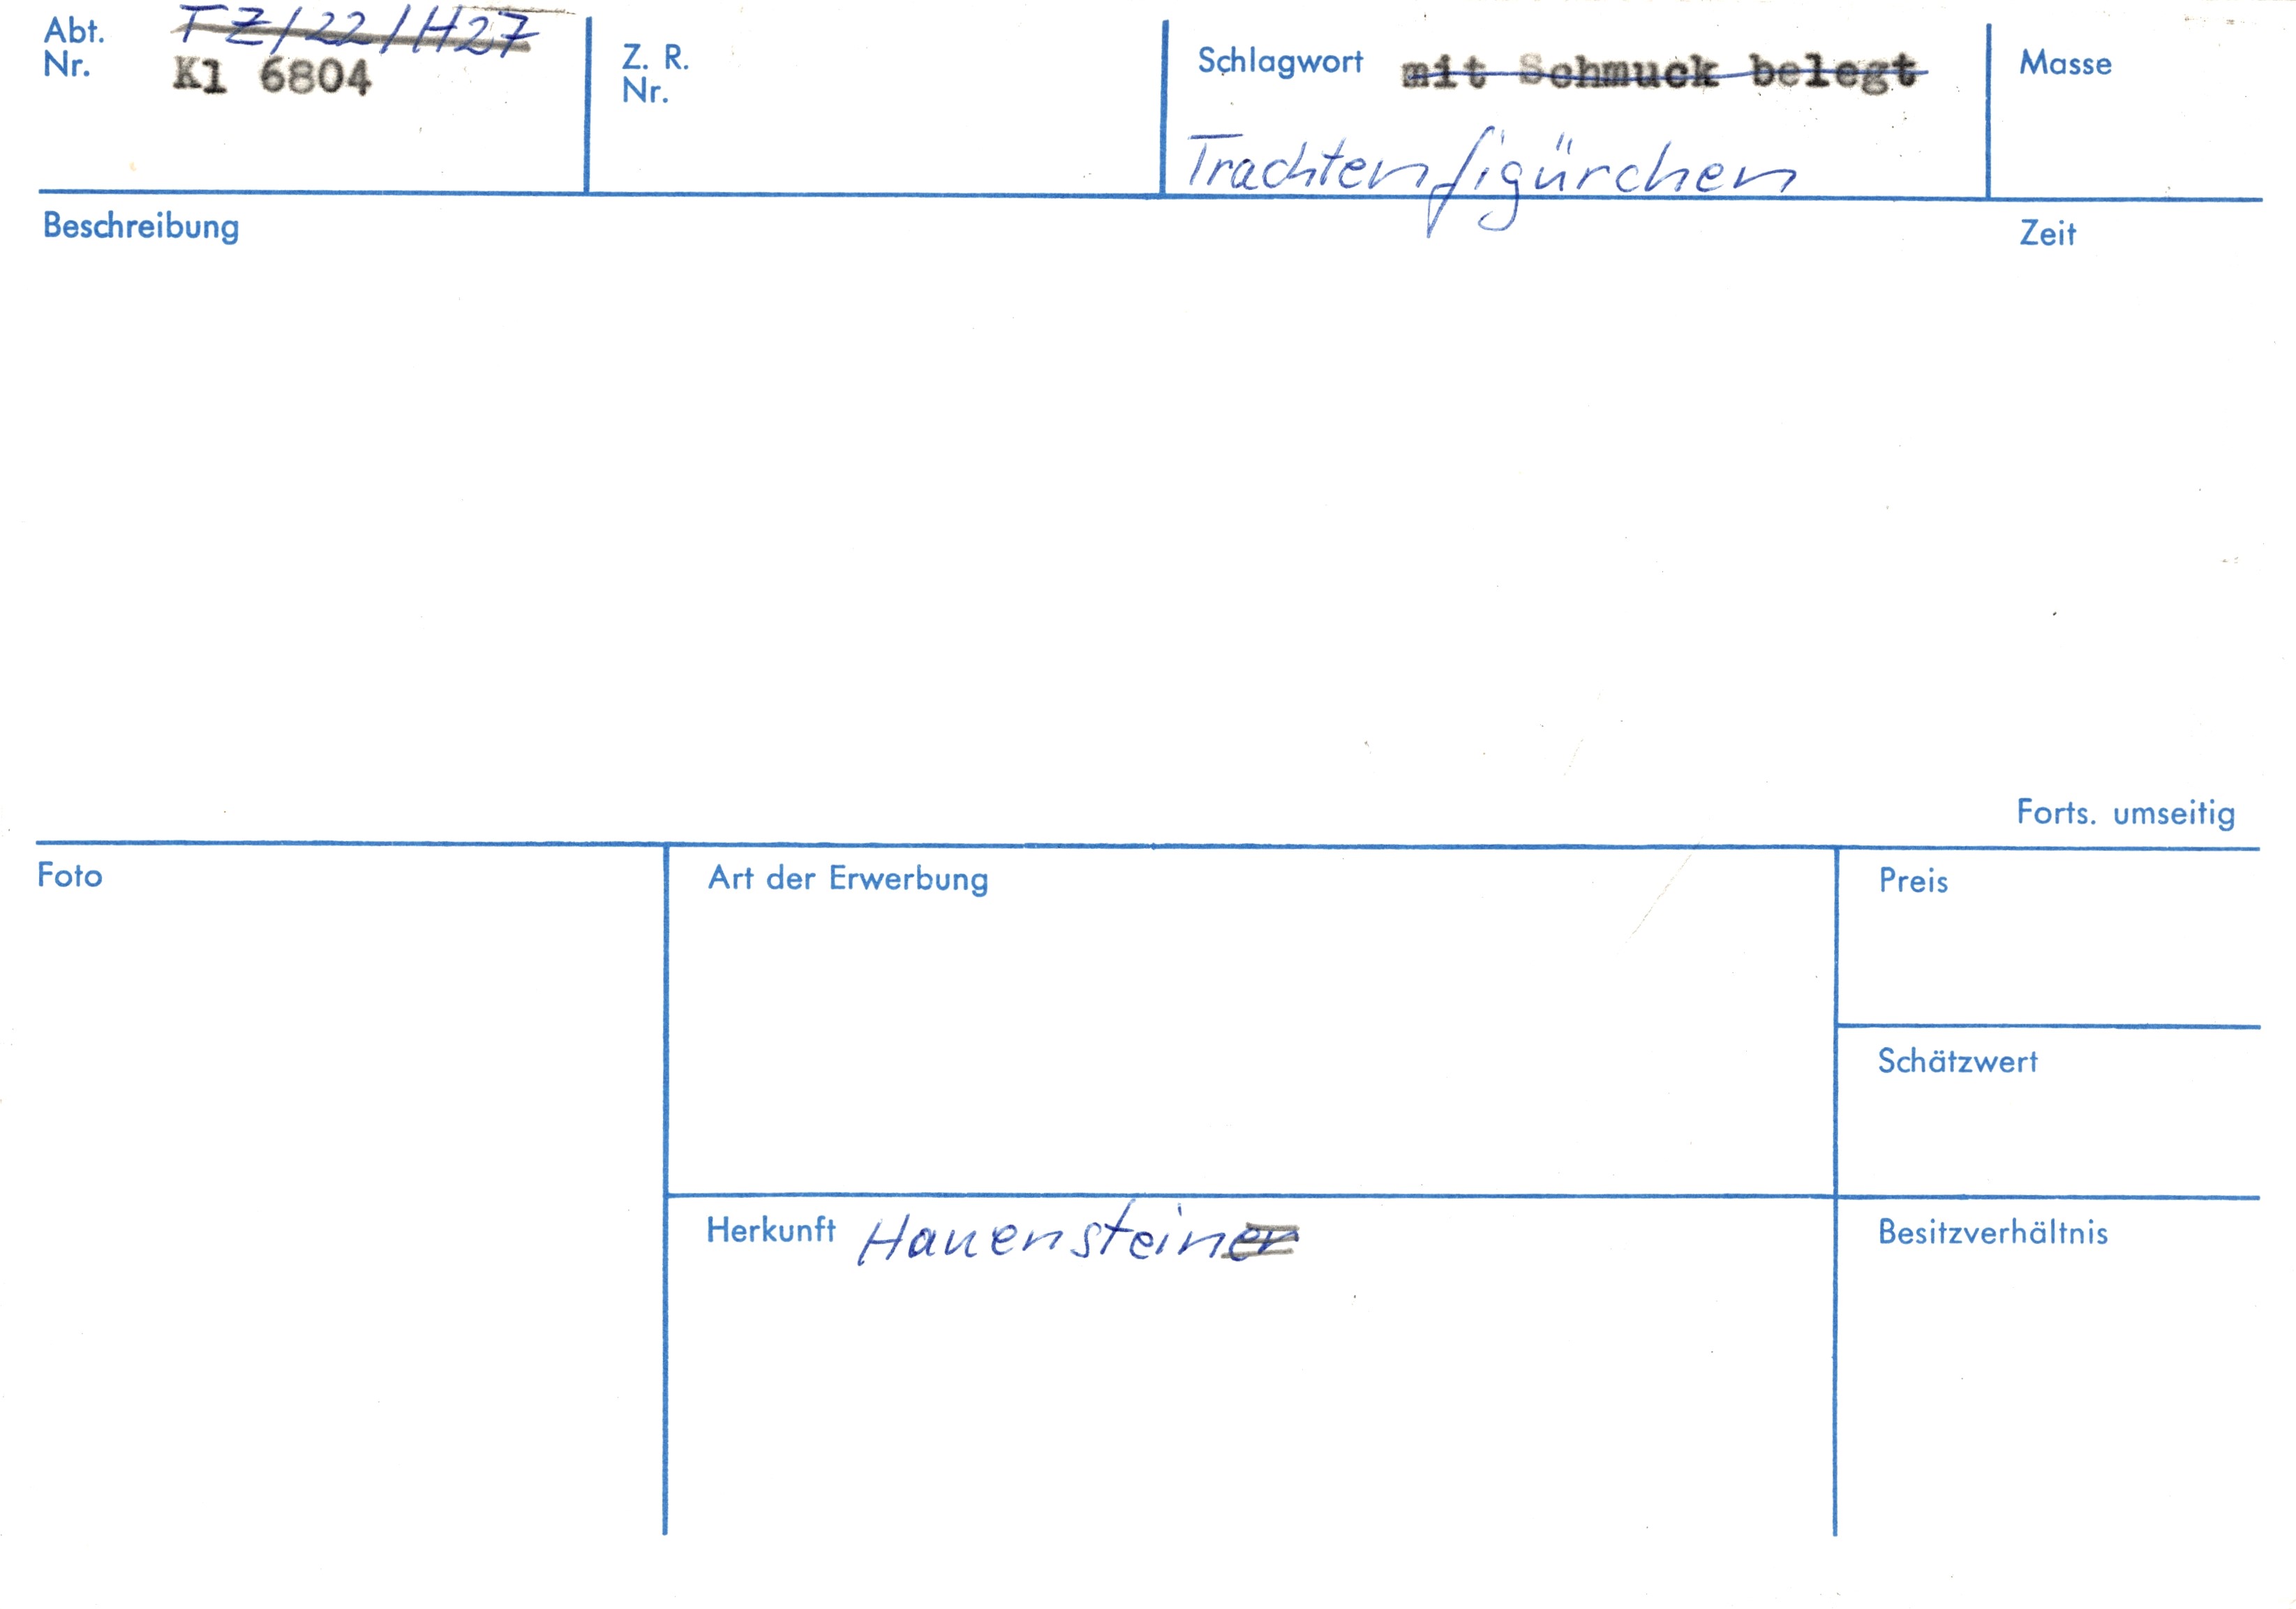 Abt. TZ/22/H27
Nr. Kl 6804
Z. R.
Nr.
Schlagwort mit Schmuck belegt
Trachtenfigürchen
Masse
Beschreibung
Zeit
Forts. umseitig
Foto
Art der Erwerbung
Preis
Schätzwert
Herkunft Hauensteiner
Besitzverhältnis